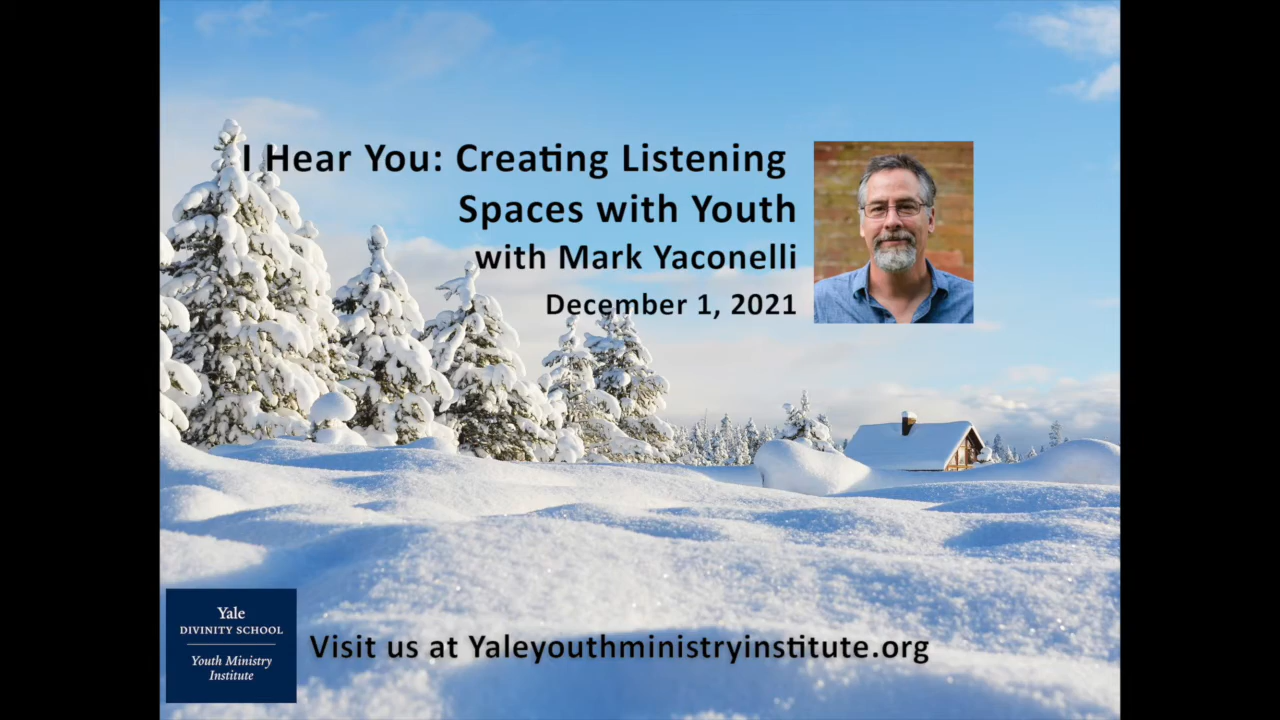 I Hear You: Creating Listening
Spaces with Youth
with Mark Yaconelli
December 1, 2021
Yale
DIVINITY SCHOOL
Youth Ministry
Institute
Visit us at Yaleyouthministryinstitute.org